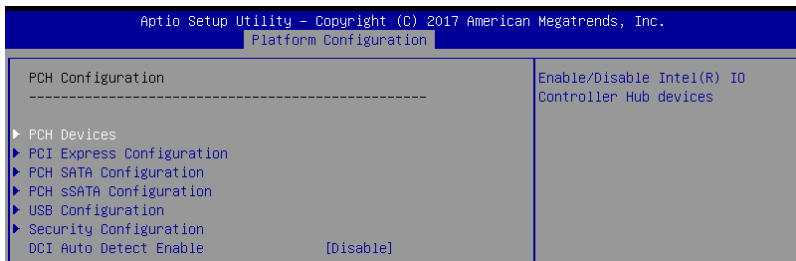 Aptio Setup Utility – Copyright (C) 2017 American Megatrends, Inc.
Platform Configuration
PCH Configuration
--------------------------------------------------
Enable/Disable Intel(R) IO
Controller Hub devices
PCH Devices
PCI Express Configuration
PCH SATA Configuration
PCH sSATA Configuration
USB Configuration
Security Configuration
DCI Auto Detect Enable [Disable]